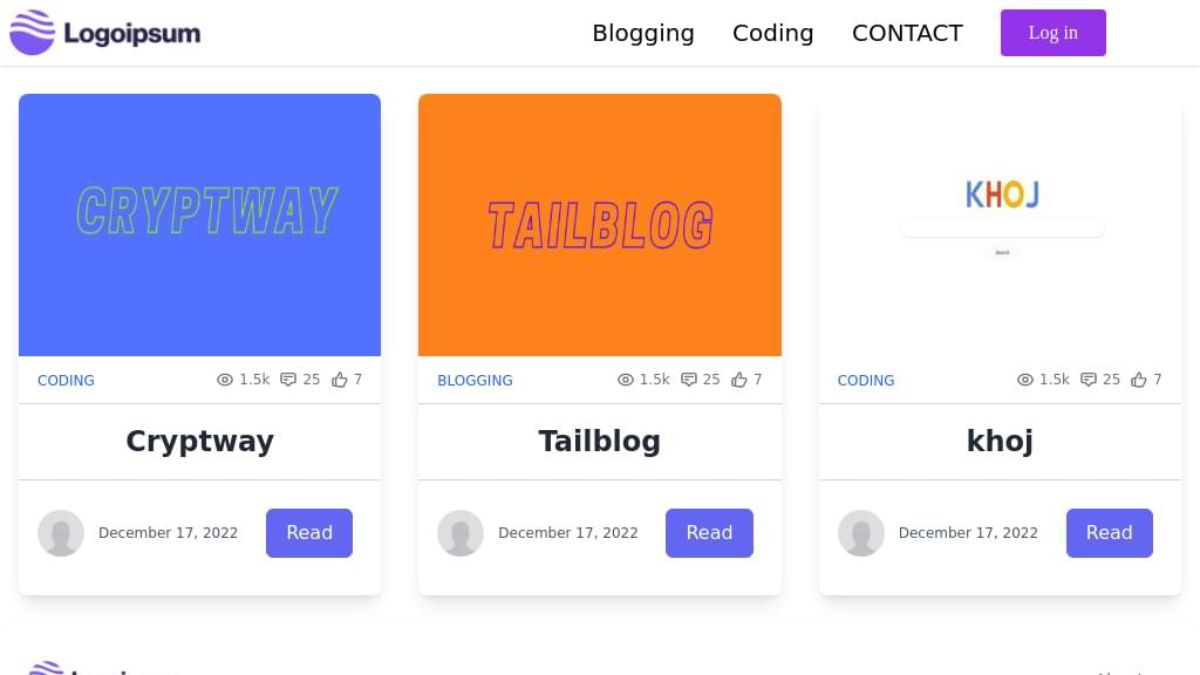 Logoipsum Blogging Coding CONTACT Log in
CRYPTWAY
TAILBLOG
KHOJ
Search
CODING 1.5k 25 7
BLOGGING 1.5k 25 7
CODING 1.5k 25 7
Cryptway
Tailblog
khoj
December 17, 2022 Read
December 17, 2022 Read
December 17, 2022 Read